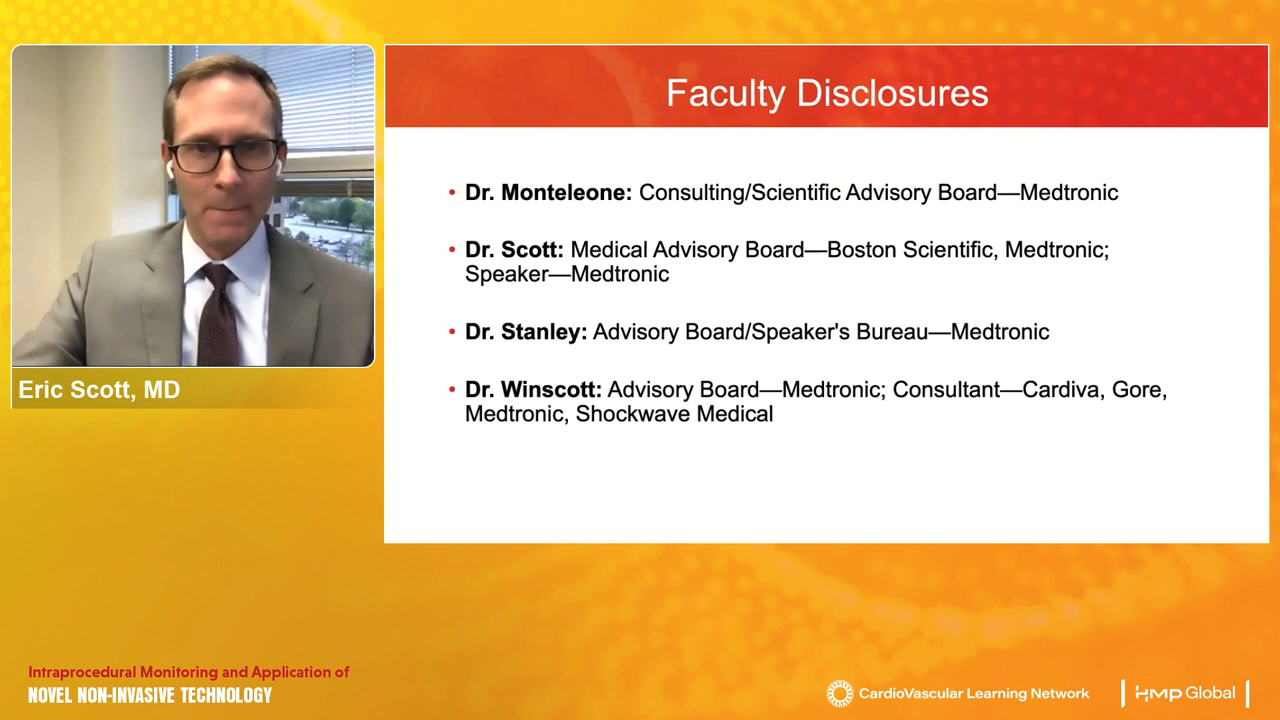 Faculty Disclosures
• Dr. Monteleone: Consulting/Scientific Advisory Board—Medtronic
• Dr. Scott: Medical Advisory Board—Boston Scientific, Medtronic;
Speaker—Medtronic
• Dr. Stanley: Advisory Board/Speaker's Bureau—Medtronic
• Dr. Winscott: Advisory Board—Medtronic; Consultant—Cardiva, Gore,
Medtronic, Shockwave Medical
Eric Scott, MD
Intraprocedural Monitoring and Application of
NOVEL NON-INVASIVE TECHNOLOGY
CardioVascular Learning Network
HMP Global